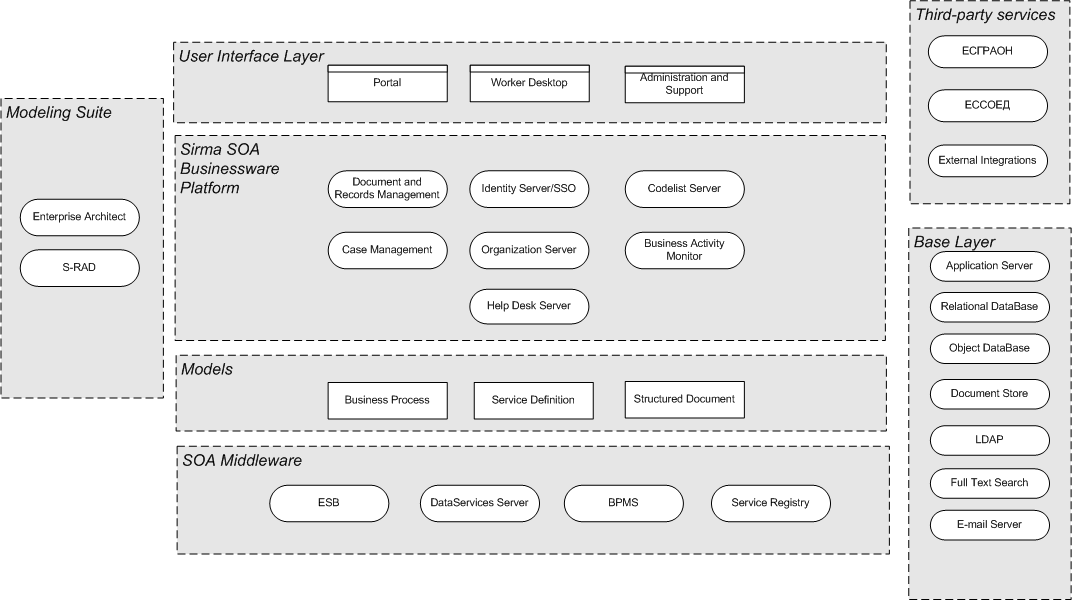 Modeling Suite
Enterprise Architect
S-RAD
User Interface Layer
Portal
Worker Desktop
Administration and
Support
Sirma SOA
Businessware
Platform
Document and
Records Management
Identity Server/SSO
Codelist Server
Case Management
Organization Server
Business Activity
Monitor
Help Desk Server
Models
Business Process
Service Definition
Structured Document
SOA Middleware
ESB
DataServices Server
BPMS
Service Registry
Third-party services
ЕСГРАОН
ЕССОЕД
External Integrations
Base Layer
Application Server
Relational DataBase
Object DataBase
Document Store
LDAP
Full Text Search
E-mail Server